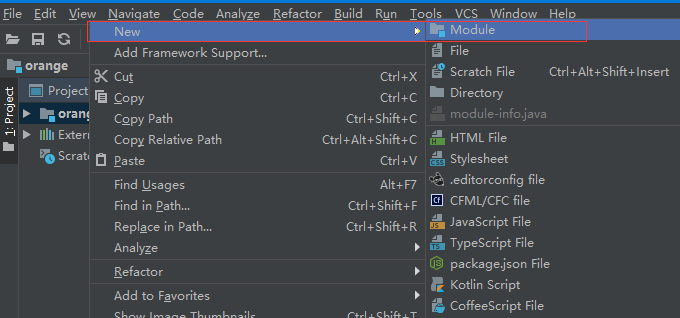 File Edit View Navigate Code Analyze Refactor Build Run Tools VCS Window Help
orange
1: Project
Project
orang
Extern
Scratc
New
Add Framework Support...
Cut Ctrl+X
Copy Ctrl+C
Copy Path Ctrl+Shift+C
Copy Relative Path Ctrl+Alt+Shift+C
Paste Ctrl+V
Find Usages Alt+F7
Find in Path... Ctrl+Shift+F
Replace in Path... Ctrl+Shift+R
Analyze
Refactor
Add to Favorites
Show Image Thumbnails Ctrl+Shift+T
Module
File
Scratch File Ctrl+Alt+Shift+Insert
Directory
module-info.java
HTML File
Stylesheet
.editorconfig file
CFML/CFC file
JavaScript File
TypeScript File
package.json File
Kotlin Script
CoffeeScript File